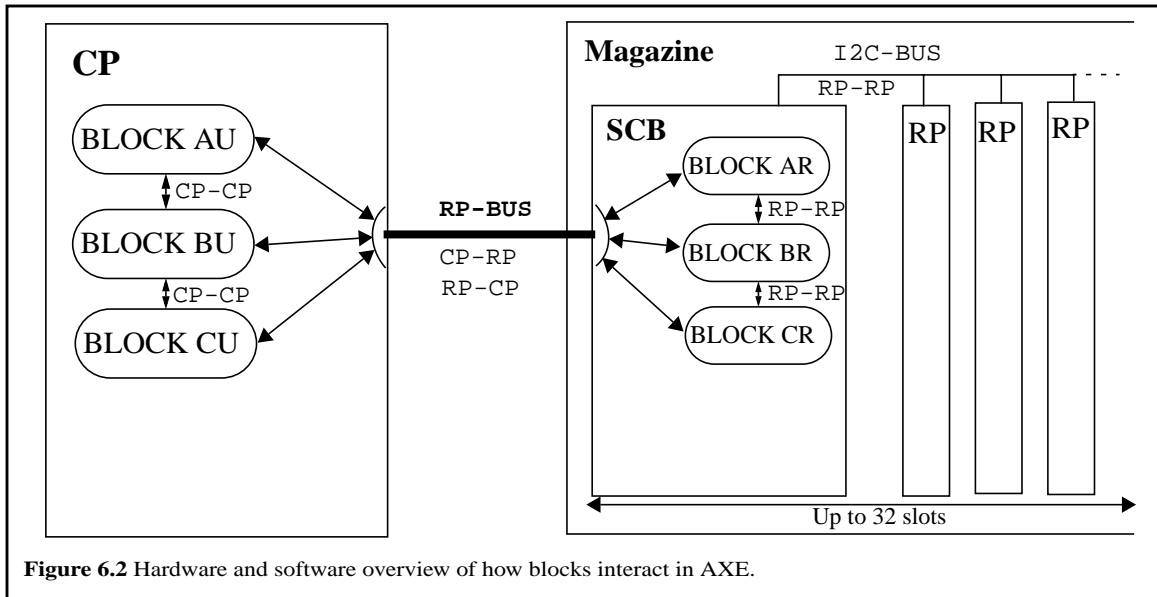 CP
BLOCK AU
CP-CP
BLOCK BU
CP-CP
BLOCK CU
RP-BUS
CP-RP
RP-CP
Magazine
I2C-BUS
RP-RP
SCB
BLOCK AR
RP-RP
BLOCK BR
RP-RP
BLOCK CR
RP
RP
RP
Up to 32 slots
Figure 6.2 Hardware and software overview of how blocks interact in AXE.